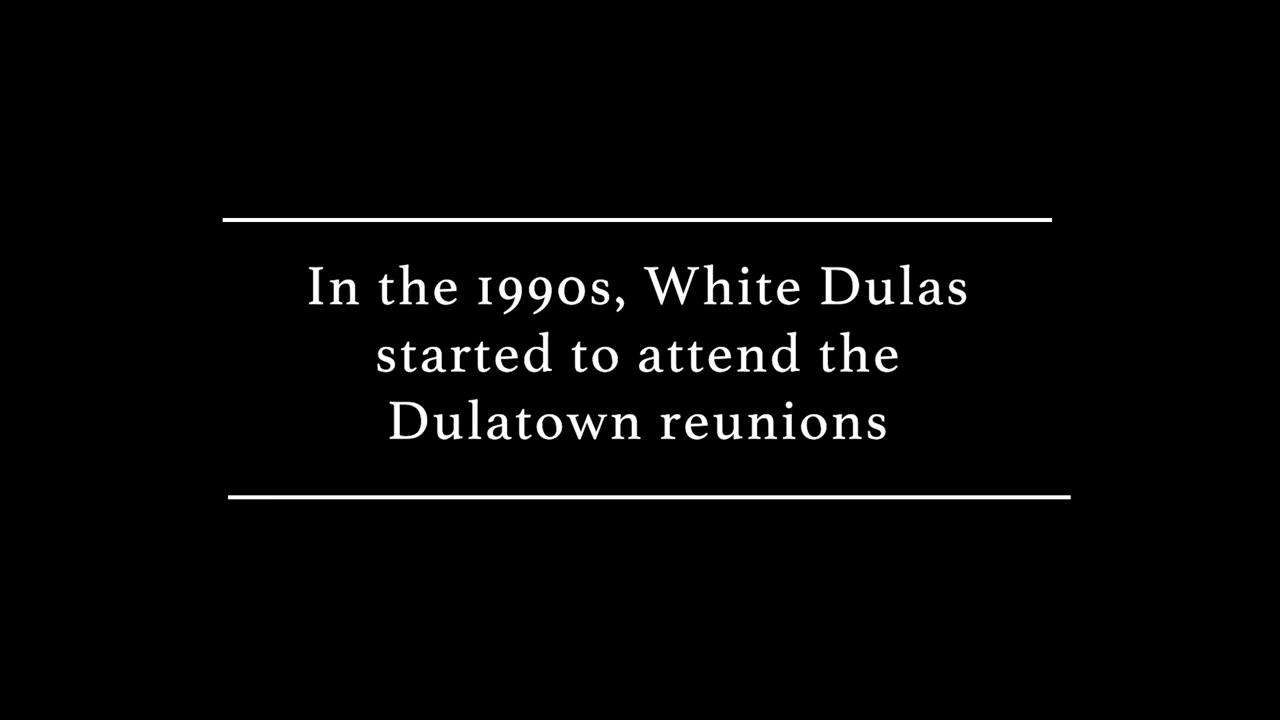 In the 1990s, White Dulas
started to attend the
Dulatown reunions